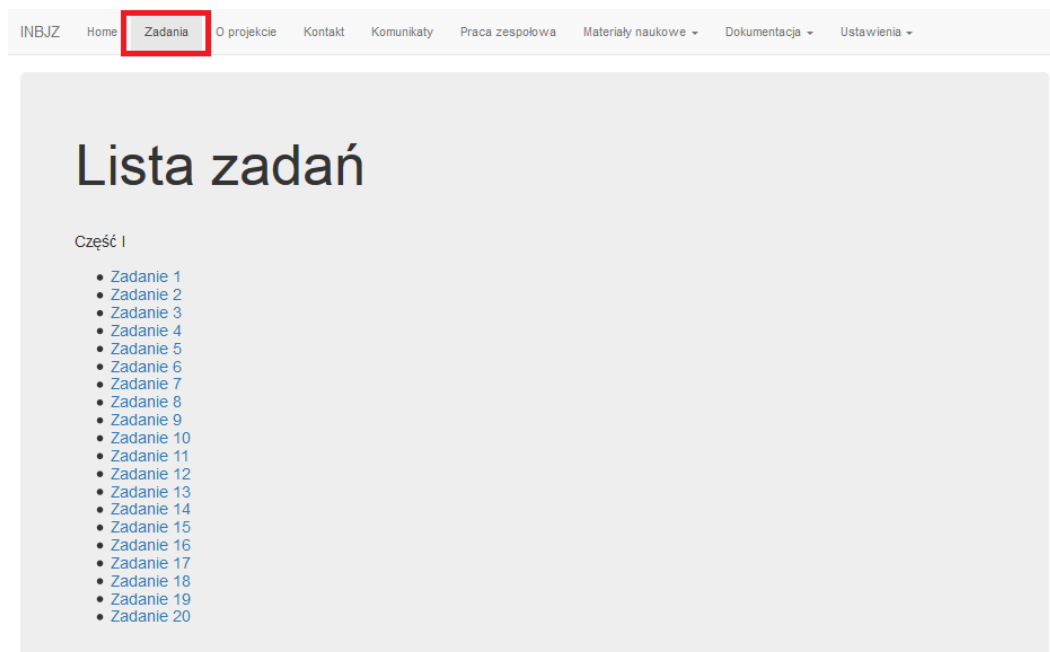 INBJZ Home Zadania O projekcie Kontakt Komunikaty Praca zespołowa Materiały naukowe Dokumentacja Ustawienia
Lista zadań
Część I
Zadanie 1
Zadanie 2
Zadanie 3
Zadanie 4
Zadanie 5
Zadanie 6
Zadanie 7
Zadanie 8
Zadanie 9
Zadanie 10
Zadanie 11
Zadanie 12
Zadanie 13
Zadanie 14
Zadanie 15
Zadanie 16
Zadanie 17
Zadanie 18
Zadanie 19
Zadanie 20